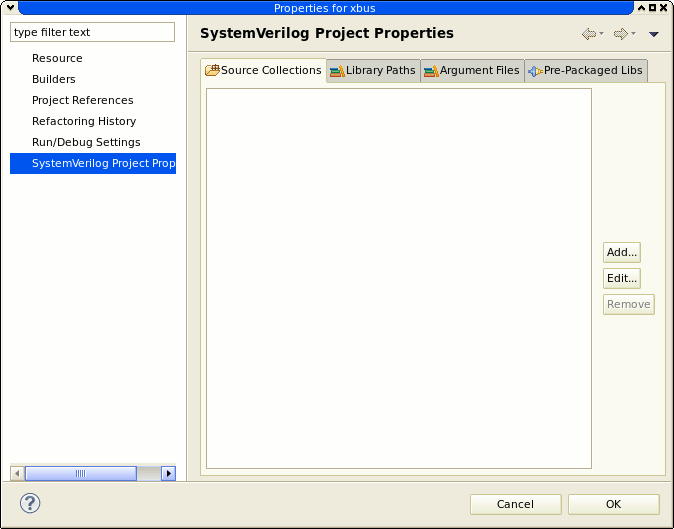 Properties for xbus
type filter text
SystemVerilog Project Properties
Resource
Builders
Project References
Refactoring History
Run/Debug Settings
SystemVerilog Project Prop
Source Collections
Library Paths
Argument Files
Pre-Packaged Libs
Add...
Edit...
Remove
?
Cancel
OK